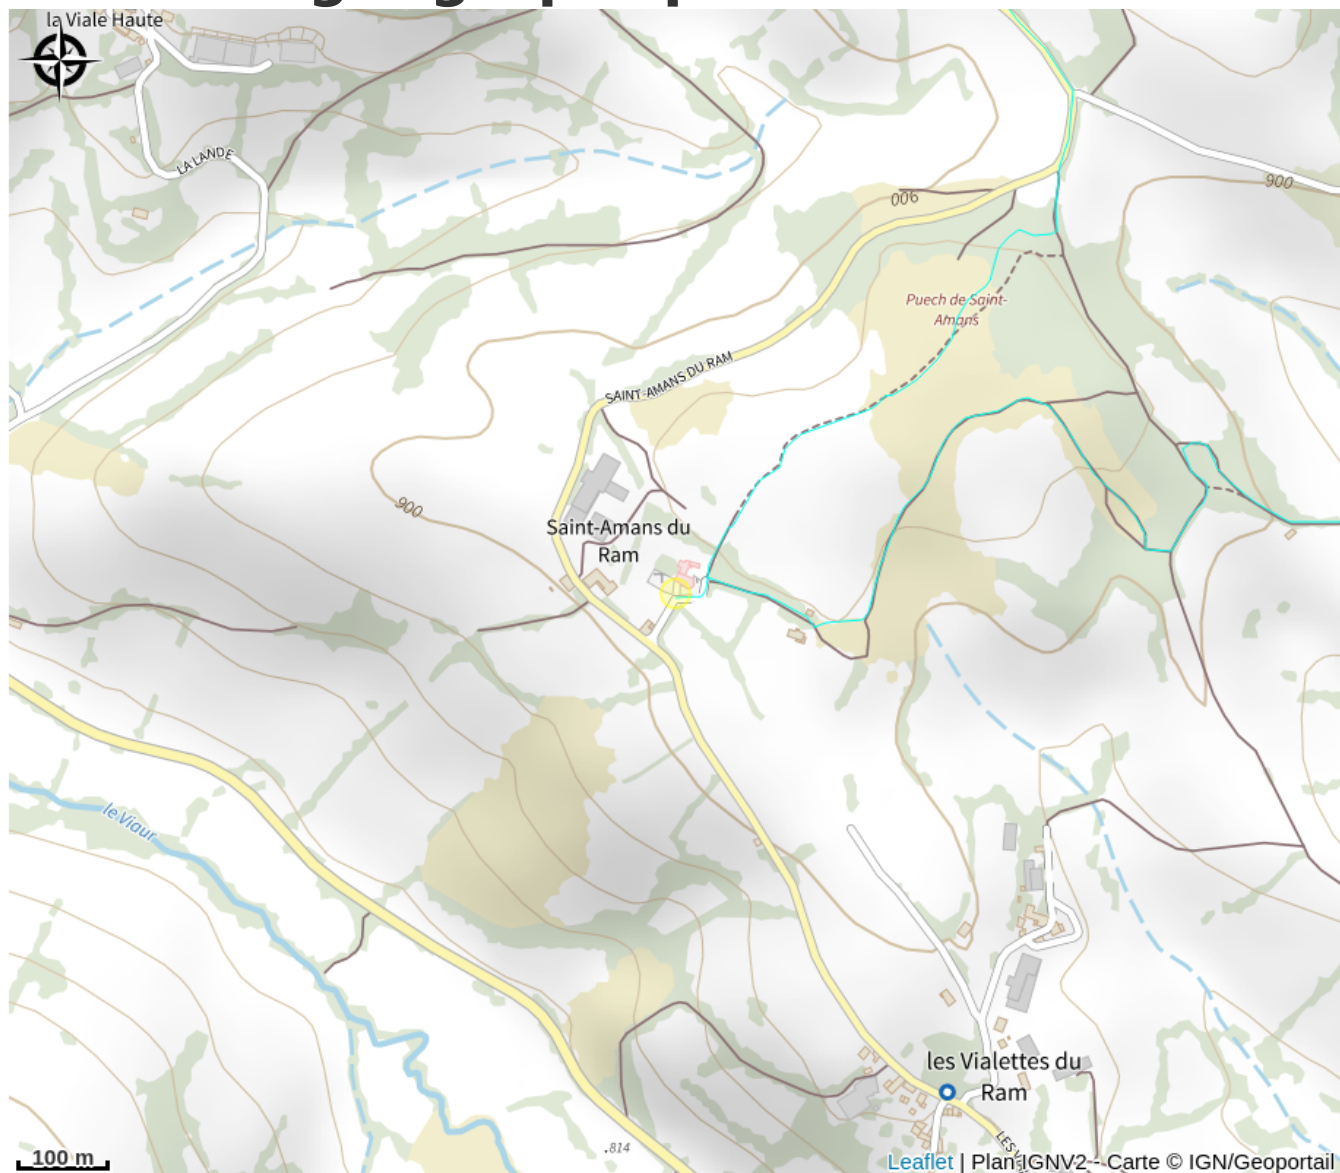 la Viale Haute
LA LANDE
900
900
Puech de Saint-
Amans
SAINT-AMANS DU RAM
900
Saint-Amans du
Ram
le Viaur
les Vialettes du
Ram
814
100 m
Leaflet | Plan IGNV2 - Carte © IGN/Geoportail